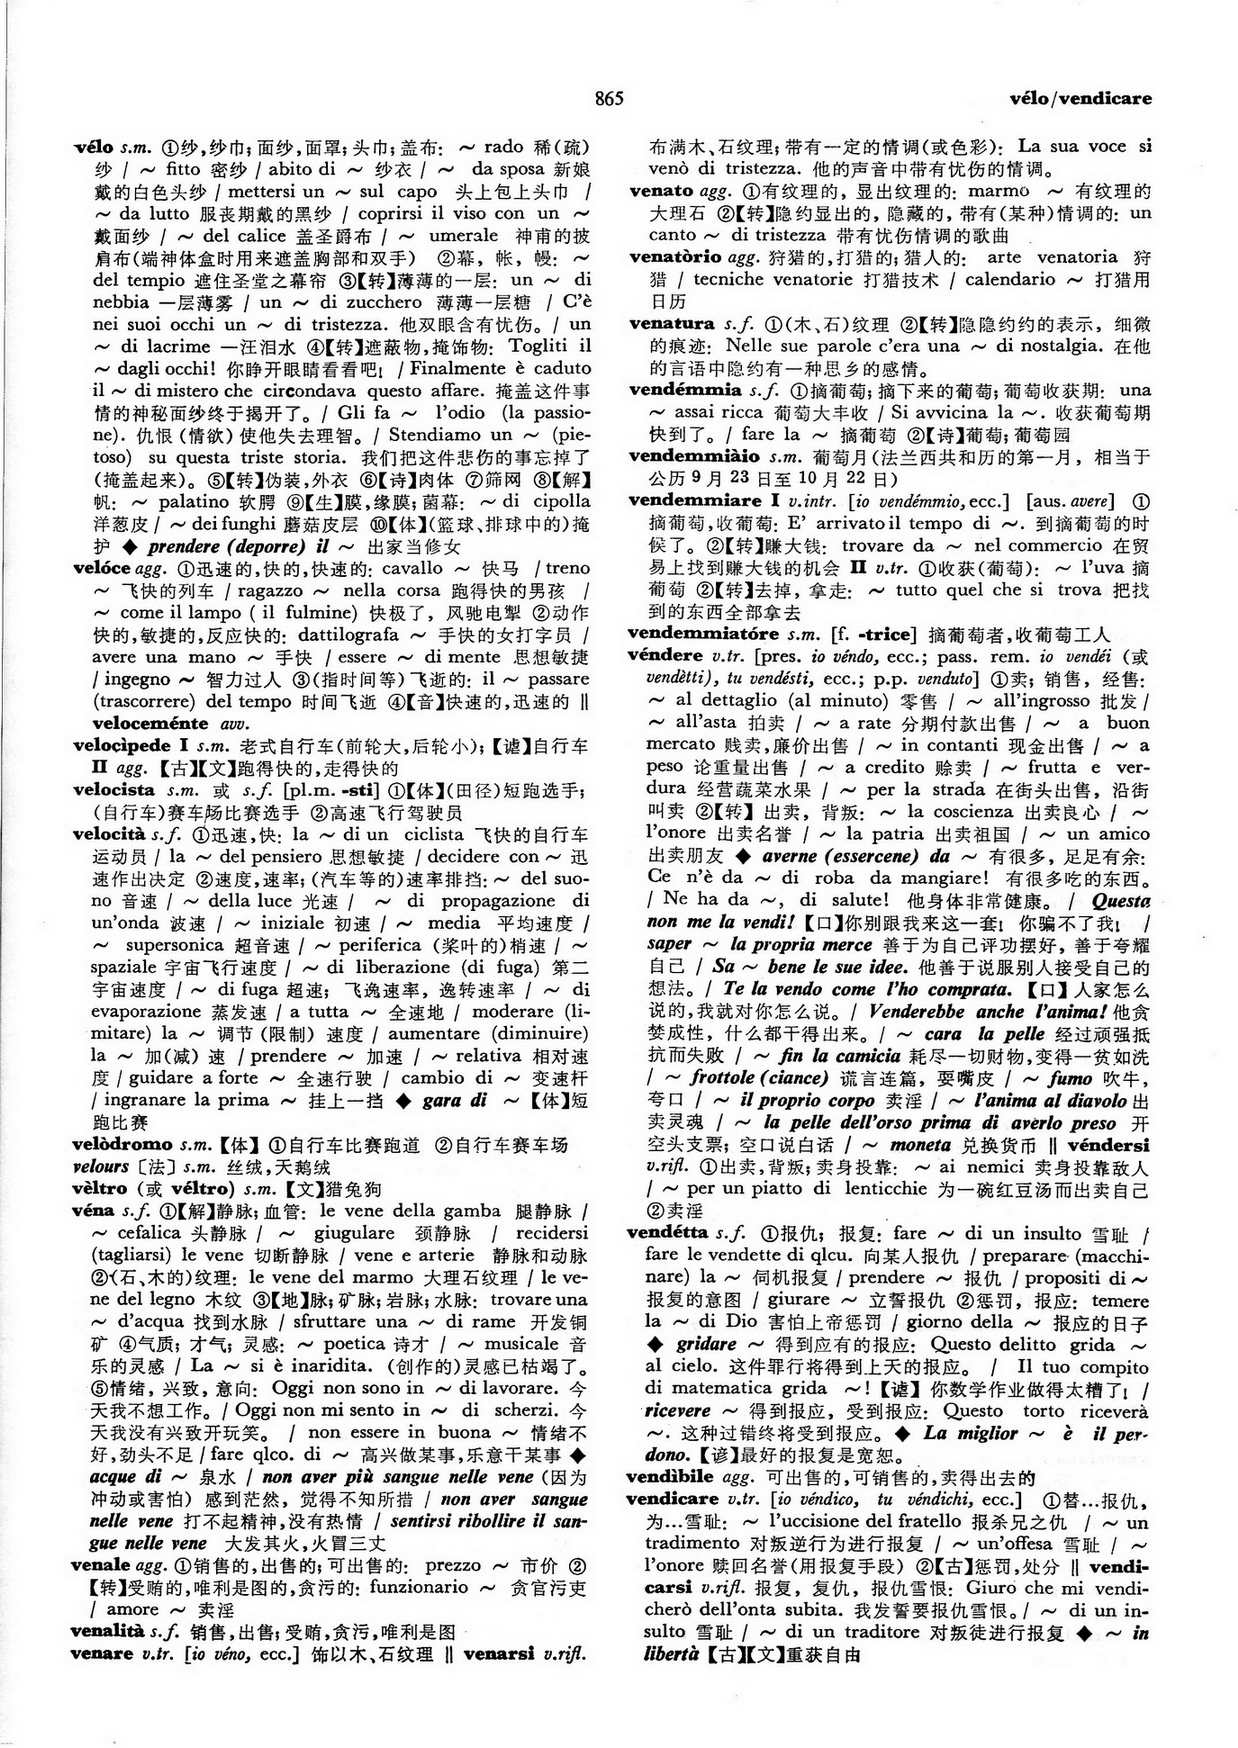 865
vélo/vendicare
vélo s.m. ①纱,纱巾;面纱,面罩;头巾;盖布: ～ rado 稀(疏)
纱 / ～ fitto 密纱 / abito di ～ 纱衣 / ～ da sposa 新娘
戴的白色头纱 / mettersi un ～ sul capo 头上包上头巾 /
～ da lutto 服丧期戴的黑纱 / coprirsi il viso con un ～
戴面纱 / ～ del calice 盖圣爵布 / ～ umerale 神甫的披
肩布(端神体盒时用来遮盖胸部和双手) ②幕, 帐, 幔: ～
del tempio 遮住圣堂之幕帘 ③【转】薄薄的一层: un ～ di
nebbia 一层薄雾 / un ～ di zucchero 薄薄一层糖 / C'è
nei suoi occhi un ～ di tristezza. 他双眼含有忧伤。/ un
～ di lacrime 一汪泪水 ④【转】遮蔽物,掩饰物: Togliti il
～ dagli occhi! 你睁开眼睛看看吧! / Finalmente è caduto
il ～ di mistero che circondava questo affare. 掩盖这件事
情的神秘面纱终于揭开了。/ Gli fa ～ l'odio (la passio-
ne). 仇恨 (情欲) 使他失去理智。/ Stendiamo un ～ (pie-
toso) su questa triste storia. 我们把这件悲伤的事忘掉了
(掩盖起来)。⑤【转】伪装,外衣 ⑥【诗】肉体 ⑦筛网 ⑧【解】
帆: ～ palatino 软腭 ⑨【生】膜,缘膜;菌幕: ～ di cipolla
洋葱皮 / ～ dei funghi 蘑菇皮层 ⑩【体】(篮球、排球中的)掩
护 ◆ prendere (deporre) il ～ 出家当修女
velóce agg. ①迅速的,快的,快速的: cavallo ～ 快马 / treno
～ 飞快的列车 / ragazzo ～ nella corsa 跑得快的男孩 /
～ come il lampo ( il fulmine) 快极了, 风驰电掣 ②动作
快的,敏捷的,反应快的: dattilografa ～ 手快的女打字员 /
avere una mano ～ 手快 / essere ～ di mente 思想敏捷
/ ingegno ～ 智力过人 ③(指时间等)飞逝的: il ～ passare
(trascorrere) del tempo 时间飞逝 ④【音】快速的,迅速的 ‖
veloceménte avv.
velocìpede I s.m. 老式自行车(前轮大,后轮小);【谑】自行车
II agg. 【古】【文】跑得快的,走得快的
velocista s.m. 或 s.f. [pl.m. -sti] ①【体】(田径)短跑选手;
(自行车)赛车场比赛选手 ②高速飞行驾驶员
velocità s.f. ①迅速,快: la ～ di un ciclista 飞快的自行车
运动员 / la ～ del pensiero 思想敏捷 / decidere con ～ 迅
速作出决定 ②速度,速率;(汽车等的)速率排挡: ～ del suo-
no 音速 / ～ della luce 光速 / ～ di propagazione di
un'onda 波速 / ～ iniziale 初速 / ～ media 平均速度 /
～ supersonica 超音速 / ～ periferica (桨叶的)梢速 / ～
spaziale 宇宙飞行速度 / ～ di liberazione (di fuga) 第二
宇宙速度 / ～ di fuga 超速; 飞逸速率, 逸转速率 / ～ di
evaporazione 蒸发速 / a tutta ～ 全速地 / moderare (li-
mitare) la ～ 调节 (限制) 速度 / aumentare (diminuire)
la ～ 加(减) 速 / prendere ～ 加速 / ～ relativa 相对速
度 / guidare a forte ～ 全速行驶 / cambio di ～ 变速杆
/ ingranare la prima ～ 挂上一挡 ◆ gara di ～ 【体】短
跑比赛
velòdromo s.m.【体】①自行车比赛跑道 ②自行车赛车场
velours〔法〕s.m. 丝绒,天鹅绒
vèltro (或 véltro) s.m.【文】猎兔狗
véna s.f. ①【解】静脉;血管: le vene della gamba 腿静脉 /
～ cefalica 头静脉 / ～ giugulare 颈静脉 / recidersi
(tagliarsi) le vene 切断静脉 / vene e arterie 静脉和动脉
②(石、木的)纹理: le vene del marmo 大理石纹理 / le ve-
ne del legno 木纹 ③【地】脉;矿脉;岩脉;水脉: trovare una
～ d'acqua 找到水脉 / sfruttare una ～ di rame 开发铜
矿 ④气质; 才气; 灵感: ～ poetica 诗才 / ～ musicale 音
乐的灵感 / La ～ si è inaridita. (创作的)灵感已枯竭了。
⑤情绪, 兴致, 意向: Oggi non sono in ～ di lavorare. 今
天我不想工作。/ Oggi non mi sento in ～ di scherzi. 今
天我没有兴致开玩笑。 / non essere in buona ～ 情绪不
好,劲头不足 / fare qlco. di ～ 高兴做某事,乐意干某事 ◆
acque di ～ 泉水 / non aver più sangue nelle vene (因为
冲动或害怕) 感到茫然, 觉得不知所措 / non aver sangue
nelle vene 打不起精神,没有热情 / sentirsi ribollire il san-
gue nelle vene 大发其火,火冒三丈
venale agg. ①销售的,出售的;可出售的: prezzo ～ 市价 ②
【转】受贿的,唯利是图的,贪污的: funzionario ～ 贪官污吏
/ amore ～ 卖淫
venalità s.f. 销售,出售;受贿,贪污,唯利是图
venare v.tr. [io véno, ecc.] 饰以木、石纹理 ‖ venarsi v.rifl.
布满木、石纹理;带有一定的情调(或色彩): La sua voce si
venò di tristezza. 他的声音中带有忧伤的情调。
venato agg. ①有纹理的, 显出纹理的: marmo ～ 有纹理的
大理石 ②【转】隐约显出的, 隐藏的, 带有(某种)情调的: un
canto ～ di tristezza 带有忧伤情调的歌曲
venatòrio agg. 狩猎的,打猎的;猎人的: arte venatoria 狩
猎 / tecniche venatorie 打猎技术 / calendario ～ 打猎用
日历
venatura s.f. ①(木、石)纹理 ②【转】隐隐约约的表示, 细微
的痕迹: Nelle sue parole c'era una ～ di nostalgia. 在他
的言语中隐约有一种思乡的感情。
vendémmia s.f. ①摘葡萄;摘下来的葡萄;葡萄收获期: una
～ assai ricca 葡萄大丰收 / Si avvicina la ～. 收获葡萄期
快到了。/ fare la ～ 摘葡萄 ②【诗】葡萄;葡萄园
vendemmiàio s.m. 葡萄月(法兰西共和历的第一月, 相当于
公历 9 月 23 日至 10 月 22 日)
vendemmiare I v.intr. [io vendémmio, ecc.] [aus. avere] ①
摘葡萄,收葡萄: E' arrivato il tempo di ～. 到摘葡萄的时
候了。②【转】赚大钱: trovare da ～ nel commercio 在贸
易上找到赚大钱的机会 II v.tr. ①收获(葡萄): ～ l'uva 摘
葡萄 ②【转】去掉, 拿走: ～ tutto quel che si trova 把找
到的东西全部拿去
vendemmiatóre s.m. [f. -trice] 摘葡萄者,收葡萄工人
véndere v.tr. [pres. io véndo, ecc.; pass. rem. io vendéi (或
vendètti), tu vendésti, ecc.; p.p. venduto] ①卖; 销售, 经售:
～ al dettaglio (al minuto) 零售 / ～ all'ingrosso 批发 /
～ all'asta 拍卖 / ～ a rate 分期付款出售 / ～ a buon
mercato 贱卖,廉价出售 / ～ in contanti 现金出售 / ～ a
peso 论重量出售 / ～ a credito 赊卖 / ～ frutta e ver-
dura 经营蔬菜水果 / ～ per la strada 在街头出售, 沿街
叫卖 ②【转】 出卖, 背叛: ～ la coscienza 出卖良心 / ～
l'onore 出卖名誉 / ～ la patria 出卖祖国 / ～ un amico
出卖朋友 ◆ averne (essercene) da ～ 有很多, 足足有余:
Ce n'è da ～ di roba da mangiare! 有很多吃的东西。
/ Ne ha da ～, di salute! 他身体非常健康。 / Questa
non me la vendi!【口】你别跟我来这一套! 你骗不了我! /
saper ～ la propria merce 善于为自己评功摆好, 善于夸耀
自己 / Sa ～ bene le sue idee. 他善于说服别人接受自己的
想法。/ Te la vendo come l'ho comprata.【口】人家怎么
说的,我就对你怎么说。/ Venderebbe anche l'anima! 他贪
婪成性, 什么都干得出来。/ ～ cara la pelle 经过顽强抵
抗而失败 / ～ fin la camicia 耗尽一切财物,变得一贫如洗
/ ～ frottole (ciance) 谎言连篇, 耍嘴皮 / ～ fumo 吹牛,
夸口 / ～ il proprio corpo 卖淫 / ～ l'anima al diavolo 出
卖灵魂 / ～ la pelle dell'orso prima di averlo preso 开
空头支票; 空口说白话 / ～ moneta 兑换货币 ‖ véndersi
v.rifl. ①出卖,背叛;卖身投靠: ～ ai nemici 卖身投靠敌人
/ ～ per un piatto di lenticchie 为一碗红豆汤而出卖自己
②卖淫
vendétta s.f. ①报仇; 报复: fare ～ di un insulto 雪耻 /
fare le vendette di qlcu. 向某人报仇 / preparare (macchi-
nare) la ～ 伺机报复 / prendere ～ 报仇 / propositi di ～
报复的意图 / giurare ～ 立誓报仇 ②惩罚, 报应: temere
la ～ di Dio 害怕上帝惩罚 / giorno della ～ 报应的日子
◆ gridare ～ 得到应有的报应: Questo delitto grida ～
al cielo. 这件罪行将得到上天的报应。 / Il tuo compito
di matematica grida ～!【谑】你数学作业做得太糟了! /
ricevere ～ 得到报应, 受到报应: Questo torto riceverà
～. 这种过错终将受到报应。◆ La miglior ～ è il per-
dono.【谚】最好的报复是宽恕。
vendìbile agg. 可出售的,可销售的,卖得出去的
vendicare v.tr. [io véndico, tu véndichi, ecc.] ①替…报仇,
为…雪耻: ～ l'uccisione del fratello 报杀兄之仇 / ～ un
tradimento 对叛逆行为进行报复 / ～ un'offesa 雪耻 / ～
l'onore 赎回名誉(用报复手段) ②【古】惩罚,处分 ‖ vendi-
carsi v.rifl. 报复, 复仇, 报仇雪恨: Giuro che mi vendi-
cherò dell'onta subita. 我发誓要报仇雪恨。/ ～ di un in-
sulto 雪耻 / ～ di un traditore 对叛徒进行报复 ◆ ～ in
libertà【古】【文】重获自由